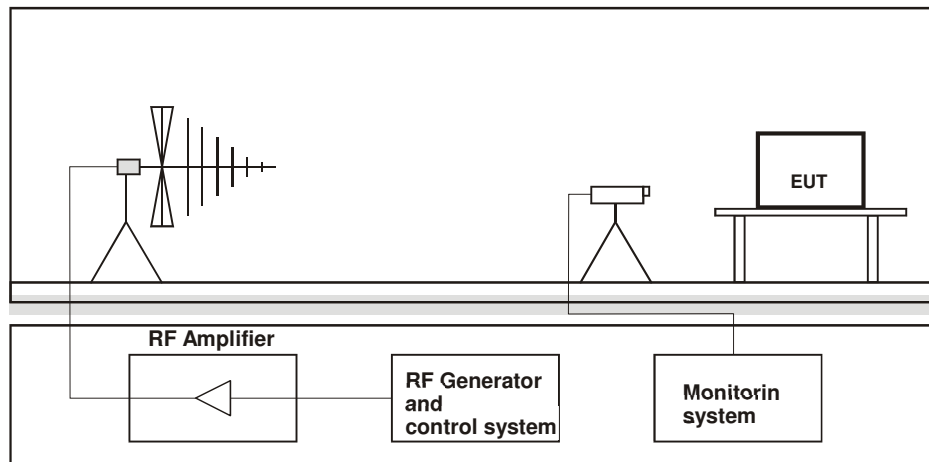 EUT
RF Amplifier
RF Generator
and
control system
Monitorin
system